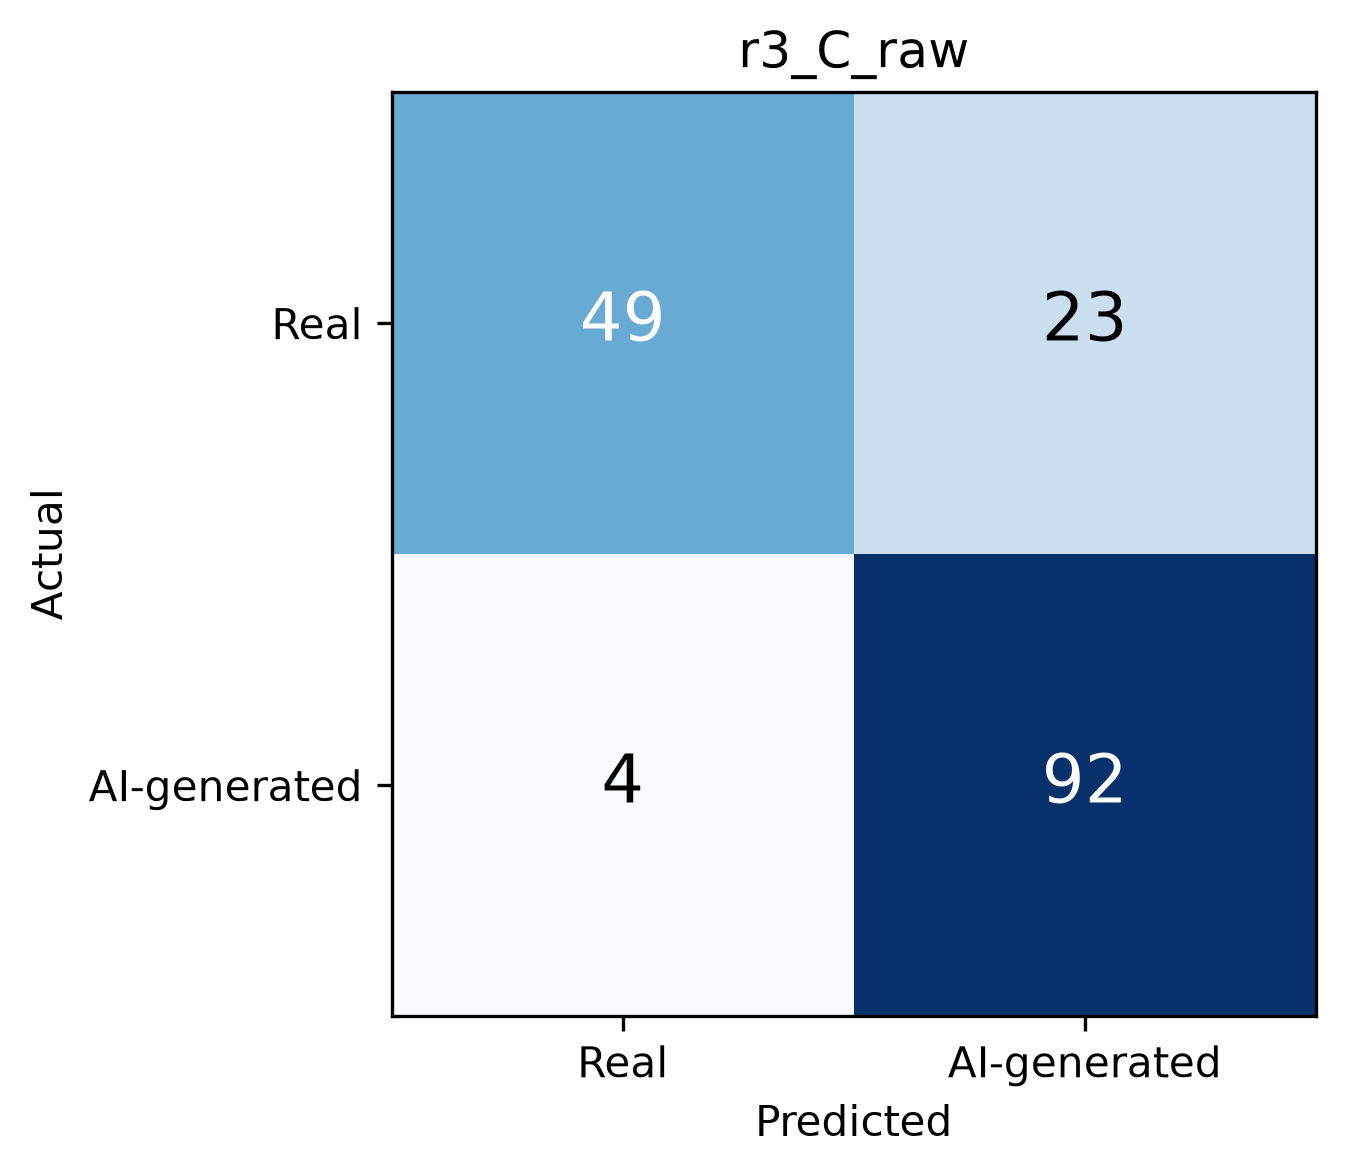 r3_C_raw
Actual
Real
49
23
AI-generated
4
92
Real
AI-generated
Predicted